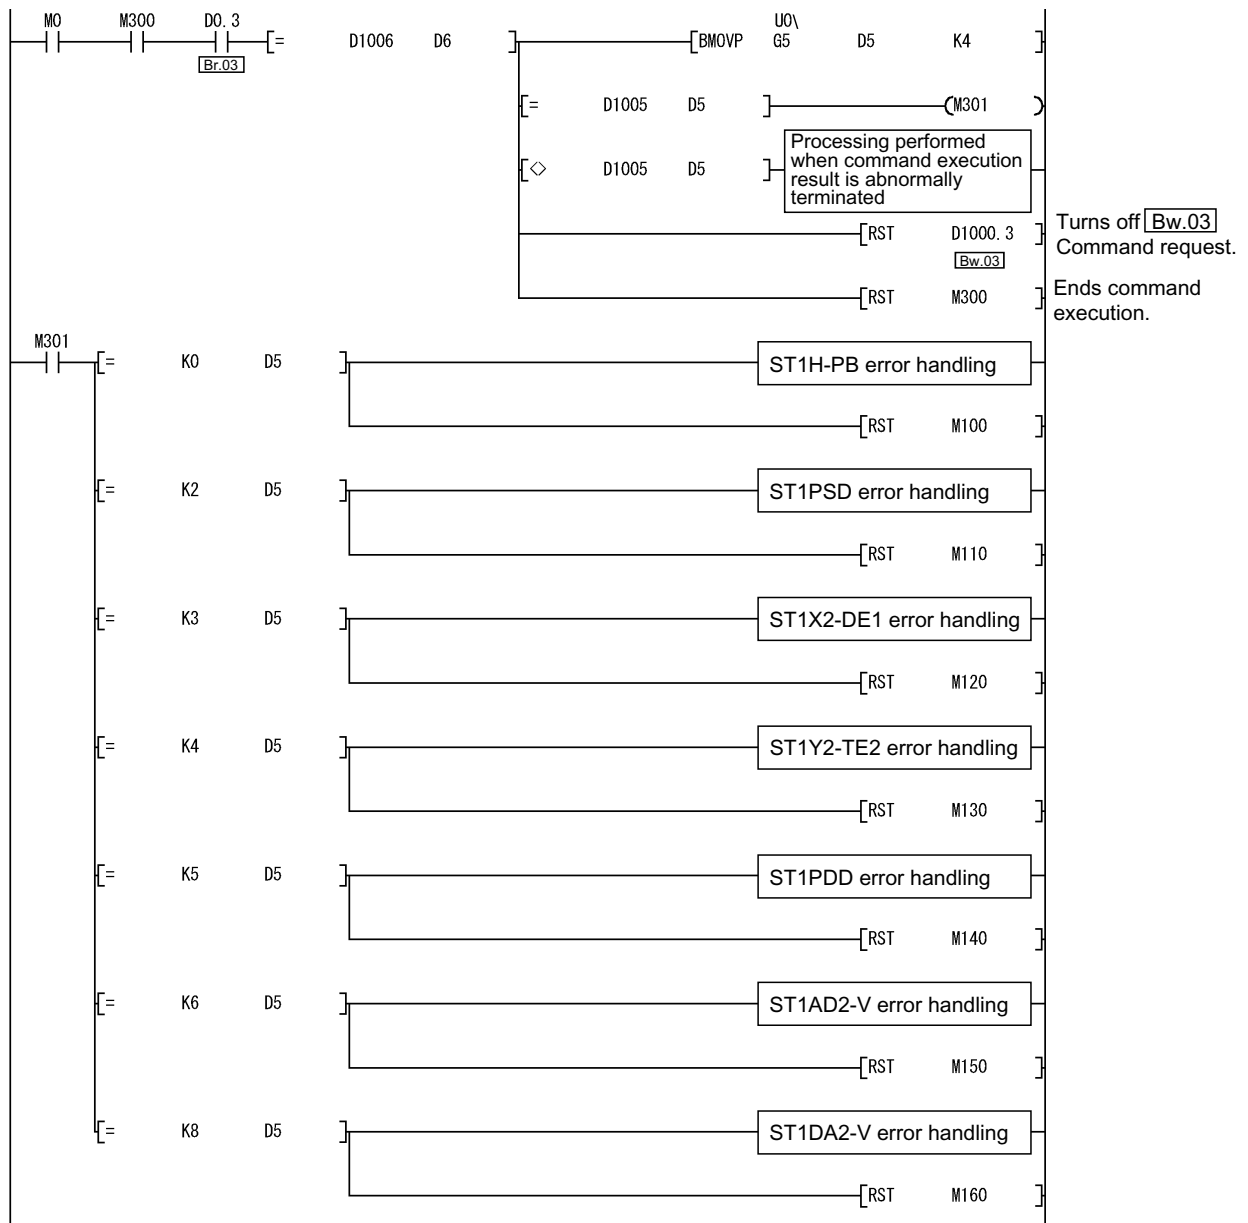 M0 M300 D0.3
Br.03
[= D1006 D6 ]
U0\
[BMOVP G5 D5 K4 ]
[= D1005 D5 ] (M301 )
[<> D1005 D5 ]
Processing performed
when command execution
result is abnormally
terminated
[RST D1000.3 ]
Bw.03
Turns off Bw.03
Command request.
[RST M300 ]
Ends command
execution.
M301
[= K0 D5 ] ST1H-PB error handling
[RST M100 ]
[= K2 D5 ] ST1PSD error handling
[RST M110 ]
[= K3 D5 ] ST1X2-DE1 error handling
[RST M120 ]
[= K4 D5 ] ST1Y2-TE2 error handling
[RST M130 ]
[= K5 D5 ] ST1PDD error handling
[RST M140 ]
[= K6 D5 ] ST1AD2-V error handling
[RST M150 ]
[= K8 D5 ] ST1DA2-V error handling
[RST M160 ]